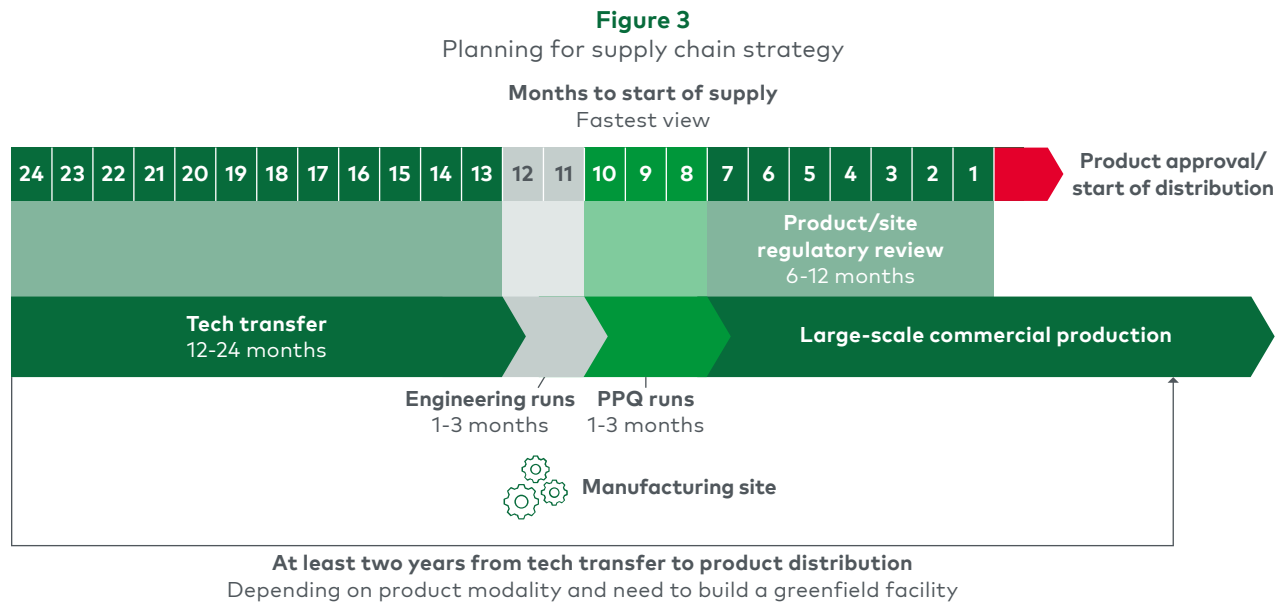 Figure 3
Planning for supply chain strategy
Months to start of supply
Fastest view
24 23 22 21 20 19 18 17 16 15 14 13 12 11 10 9 8 7 6 5 4 3 2 1
Product approval/
start of distribution
Product/site
regulatory review
6-12 months
Tech transfer
12-24 months
Large-scale commercial production
Engineering runs
1-3 months
PPQ runs
1-3 months
Manufacturing site
At least two years from tech transfer to product distribution
Depending on product modality and need to build a greenfield facility